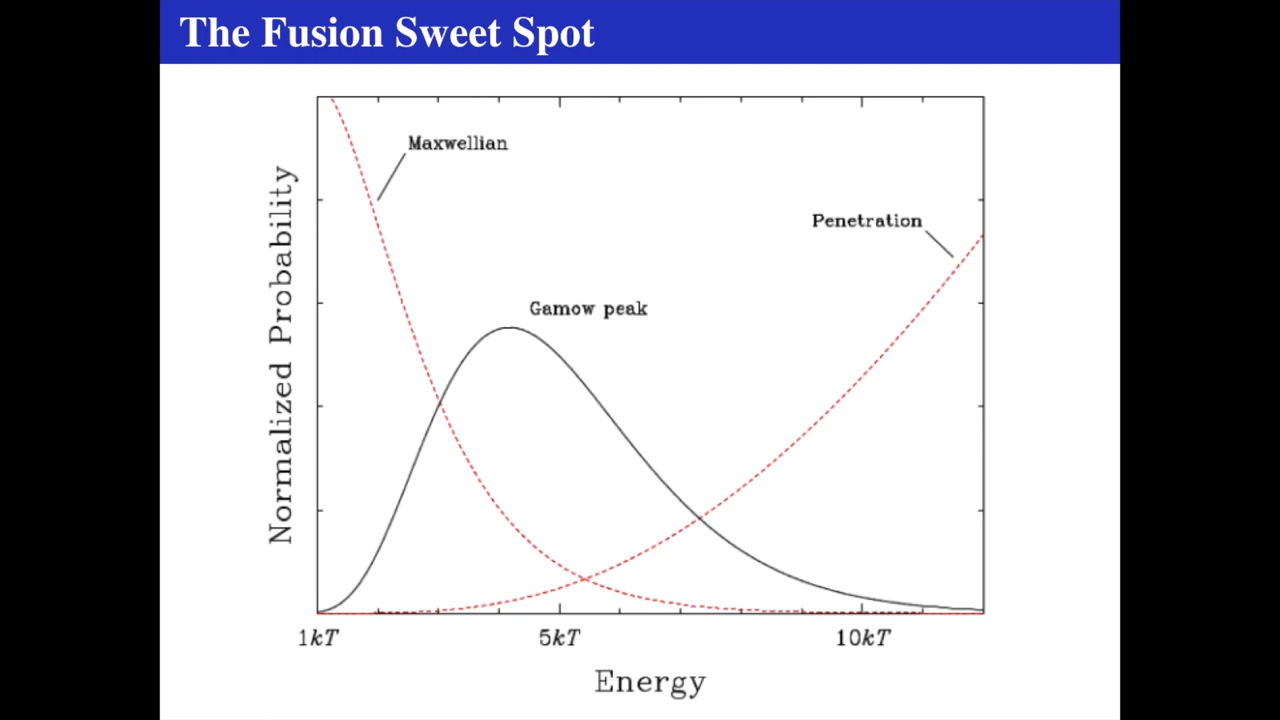 The Fusion Sweet Spot
Maxwellian
Penetration
Gamow peak
Normalized Probability
1kT
5kT
10kT
Energy